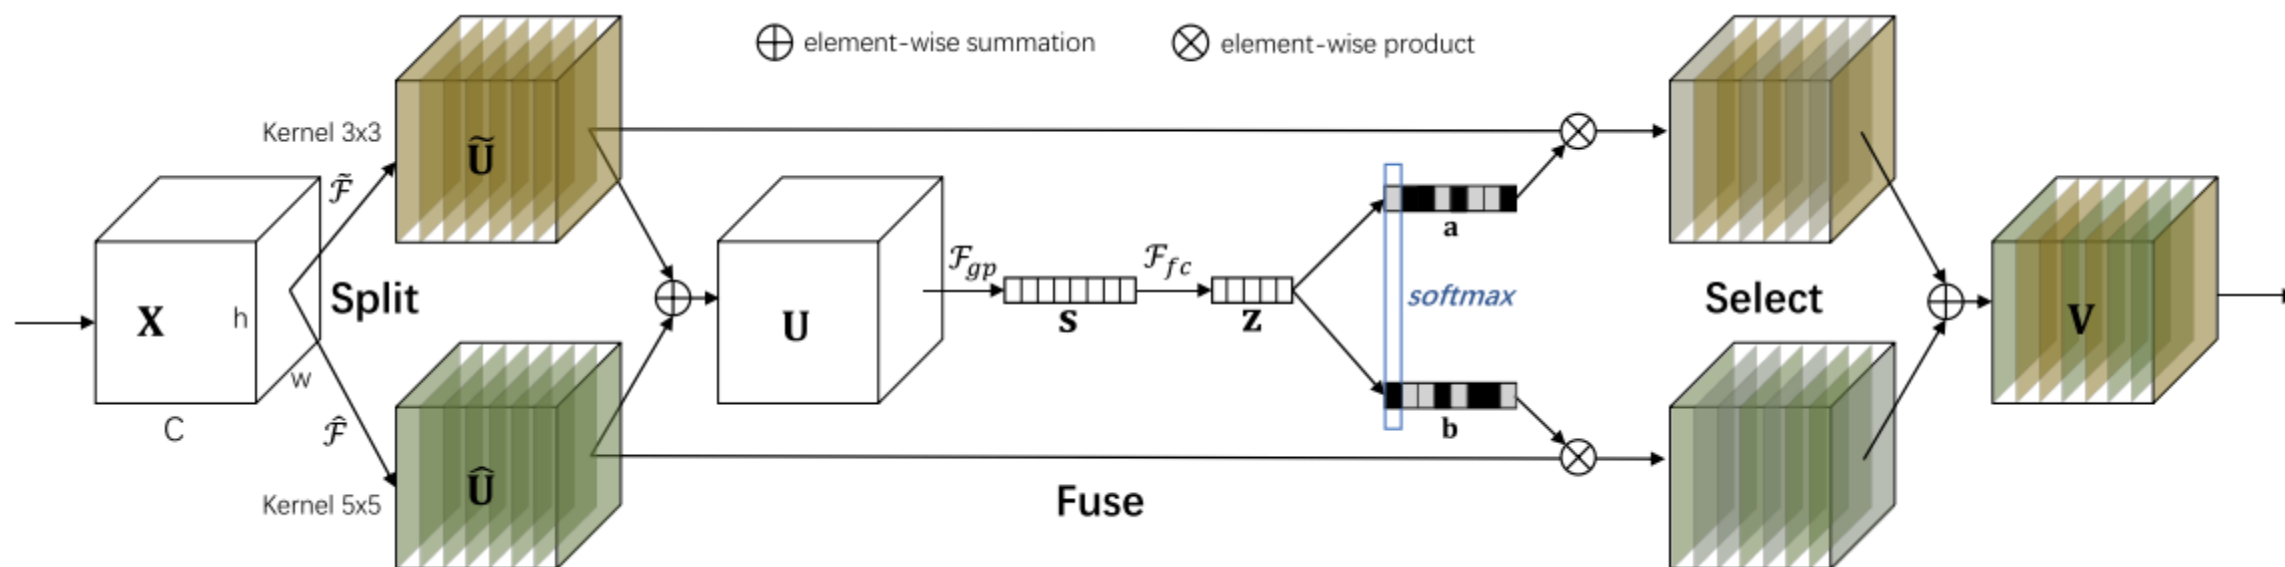 ⊕ element-wise summation
⊗ element-wise product
Kernel 3x3
Ũ
ℱ̃
X
h
w
C
Split
ℱ̂
Kernel 5x5
Û
U
ℱgp
s
ℱfc
z
a
softmax
b
Fuse
Select
V